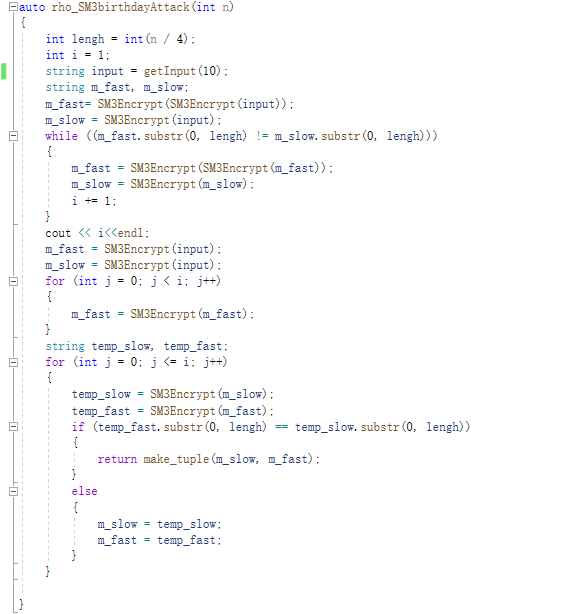 auto rho_SM3birthdayAttack(int n)
{
int lengh = int(n / 4);
int i = 1;
string input = getInput(10);
string m_fast, m_slow;
m_fast= SM3Encrypt(SM3Encrypt(input));
m_slow = SM3Encrypt(input);
while ((m_fast.substr(0, lengh) != m_slow.substr(0, lengh)))
{
m_fast = SM3Encrypt(SM3Encrypt(m_fast));
m_slow = SM3Encrypt(m_slow);
i += 1;
}
cout << i<<endl;
m_fast = SM3Encrypt(input);
m_slow = SM3Encrypt(input);
for (int j = 0; j < i; j++)
{
m_fast = SM3Encrypt(m_fast);
}
string temp_slow, temp_fast;
for (int j = 0; j <= i; j++)
{
temp_slow = SM3Encrypt(m_slow);
temp_fast = SM3Encrypt(m_fast);
if (temp_fast.substr(0, lengh) == temp_slow.substr(0, lengh))
{
return make_tuple(m_slow, m_fast);
}
else
{
m_slow = temp_slow;
m_fast = temp_fast;
}
}
}